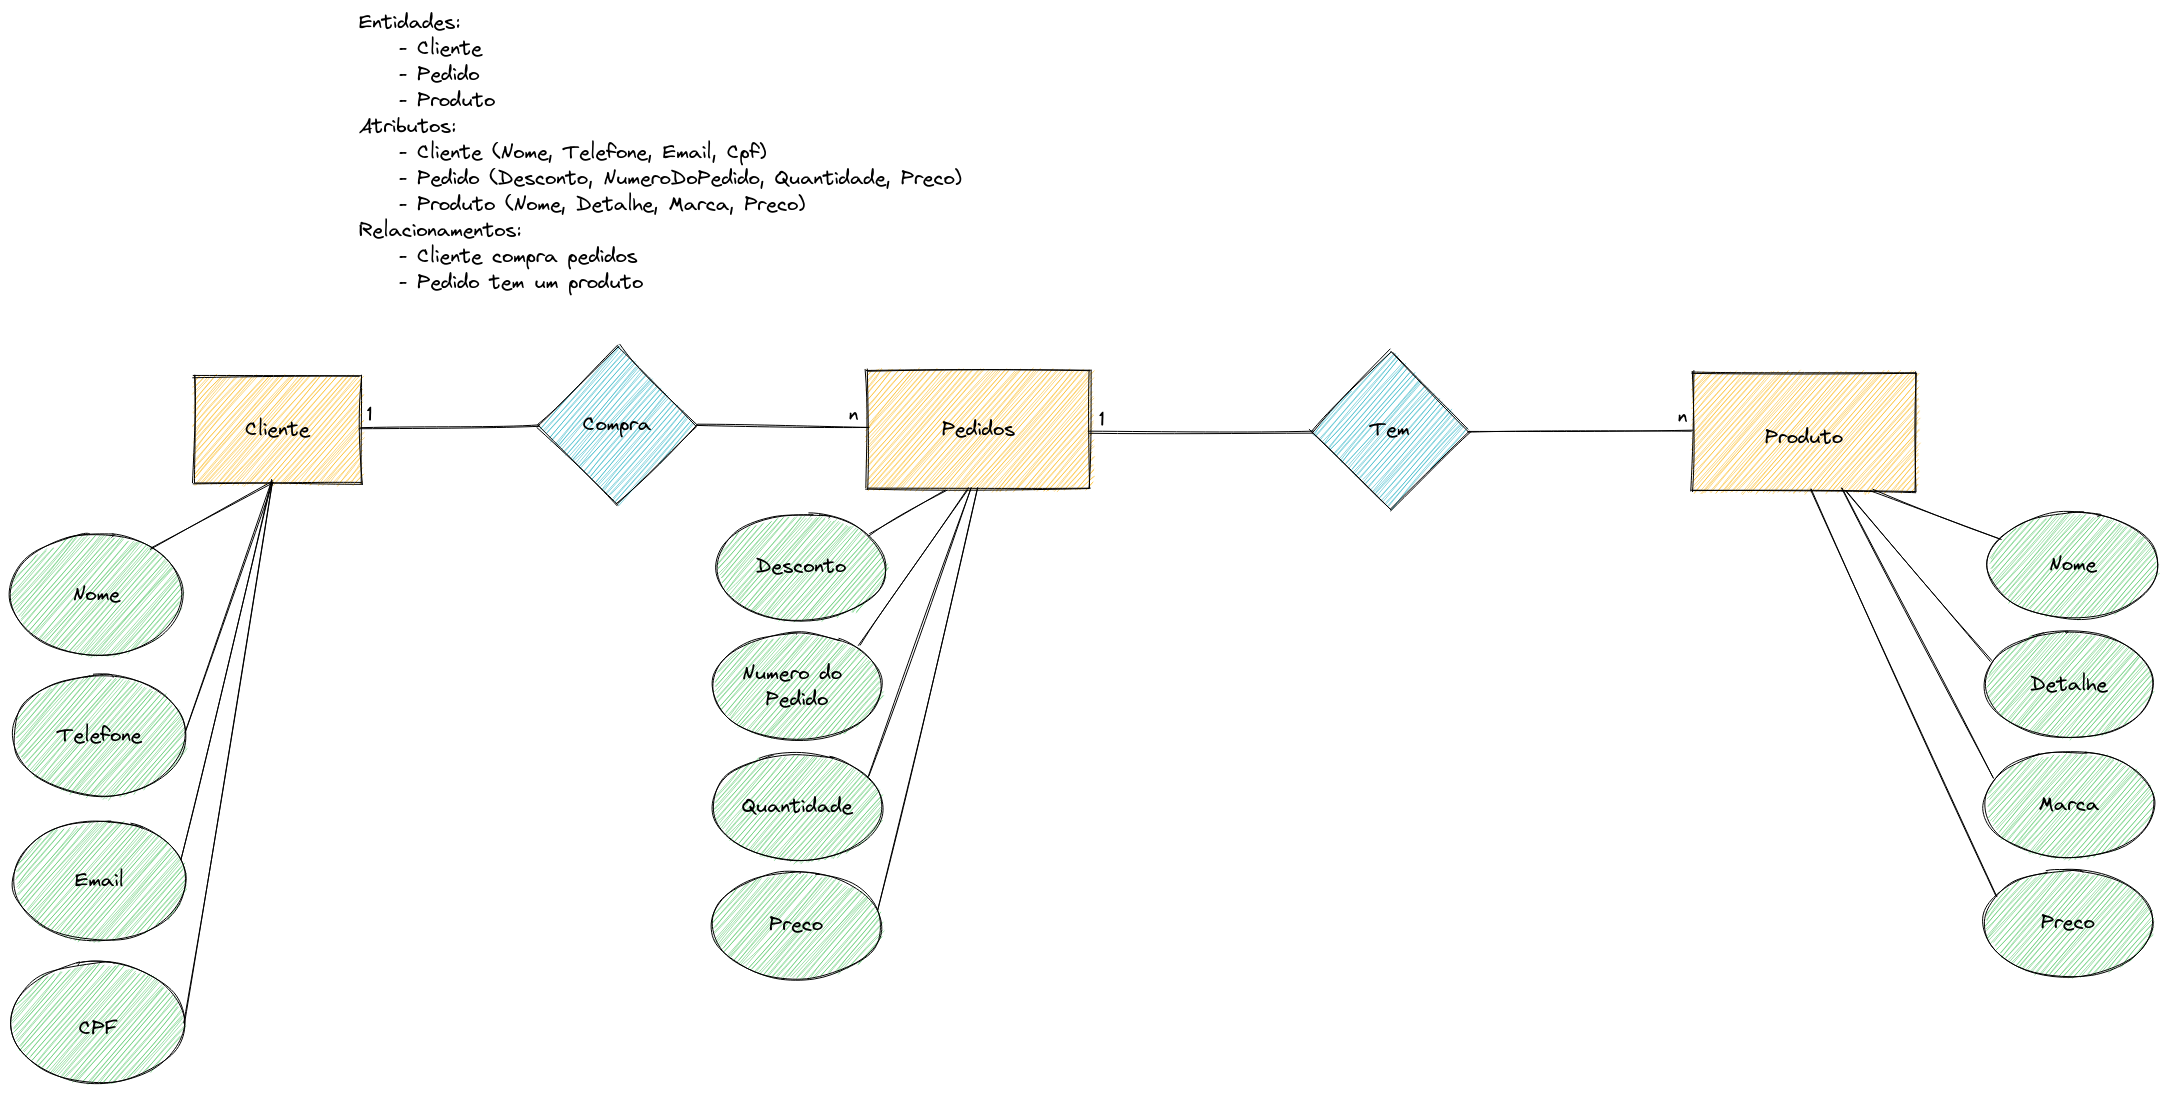 Entidades:
- Cliente
- Pedido
- Produto
Atributos:
- Cliente (Nome, Telefone, Email, Cpf)
- Pedido (Desconto, NumeroDoPedido, Quantidade, Preco)
- Produto (Nome, Detalhe, Marca, Preco)
Relacionamentos:
- Cliente compra pedidos
- Pedido tem um produto
Cliente
1
Compra
n
Pedidos
1
Tem
n
Produto
Nome
Telefone
Email
CPF
Desconto
Numero do
Pedido
Quantidade
Preco
Nome
Detalhe
Marca
Preco